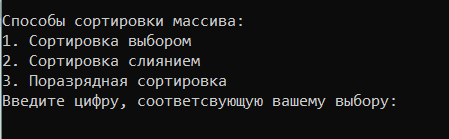 Способы сортировки массива:
1. Сортировка выбором
2. Сортировка слиянием
3. Поразрядная сортировка
Введите цифру, соответсвующую вашему выбору: